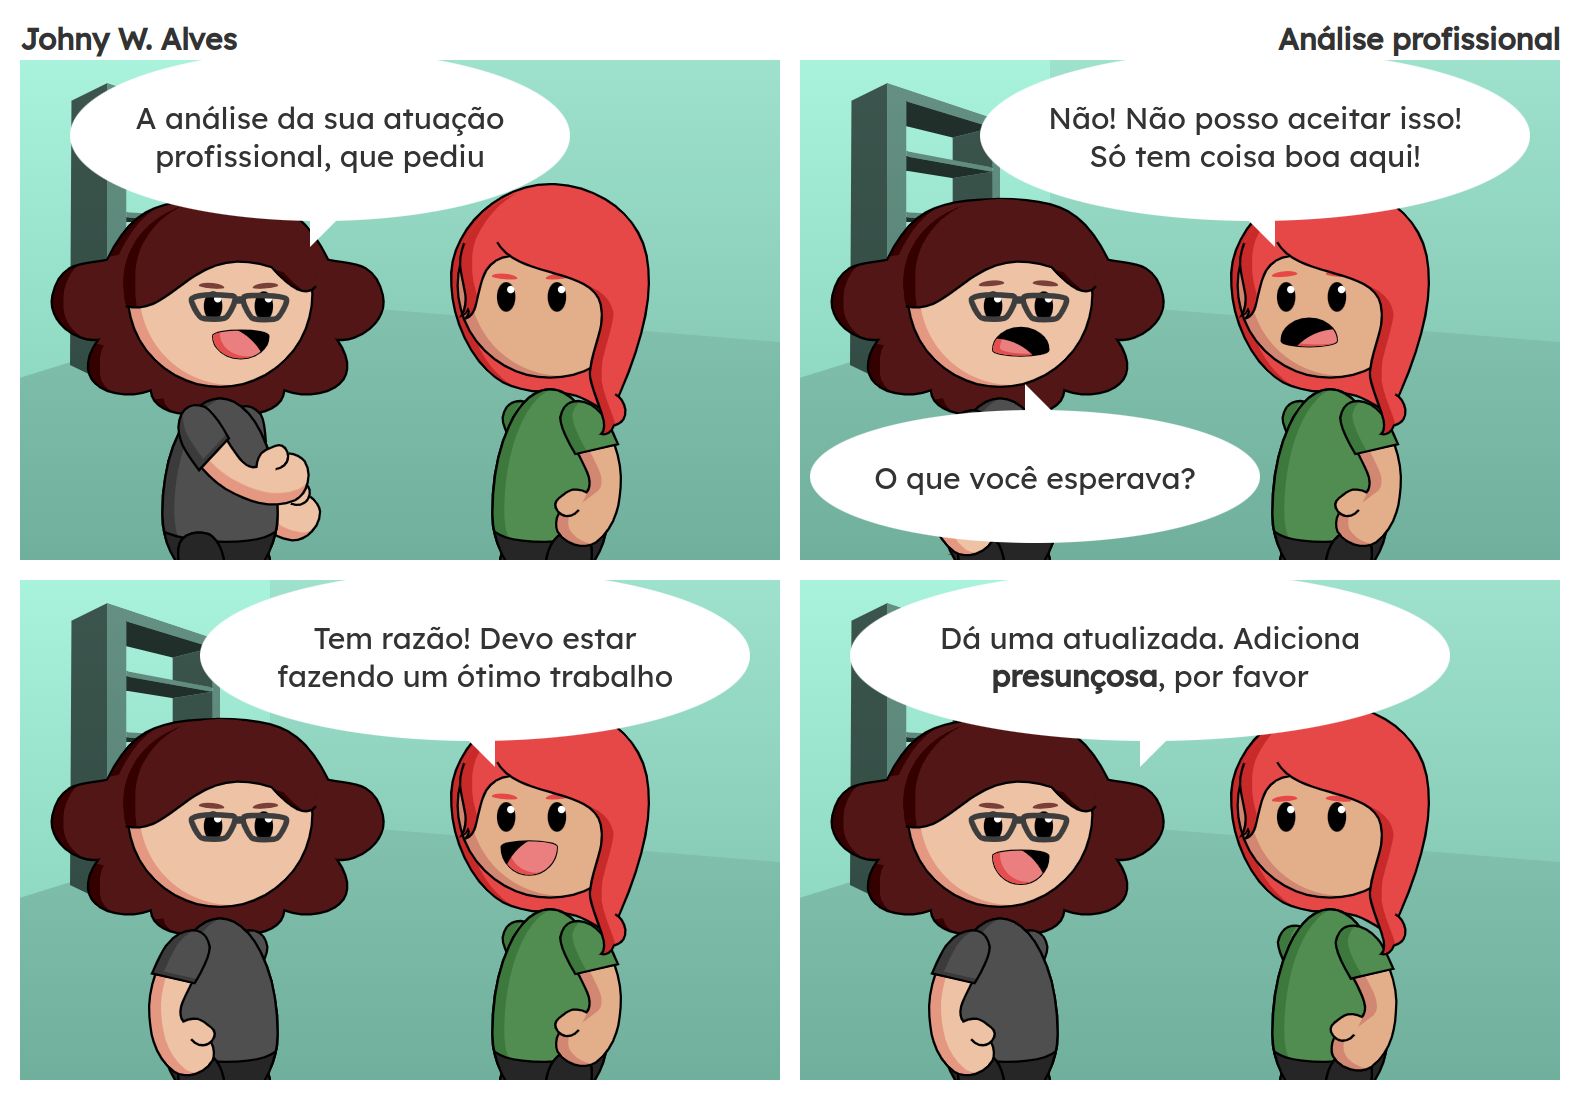 Johny W. Alves
Análise profissional
A análise da sua atuação
profissional, que pediu
Não! Não posso aceitar isso!
Só tem coisa boa aqui!
O que você esperava?
Tem razão! Devo estar
fazendo um ótimo trabalho
Dá uma atualizada. Adiciona
presunçosa, por favor